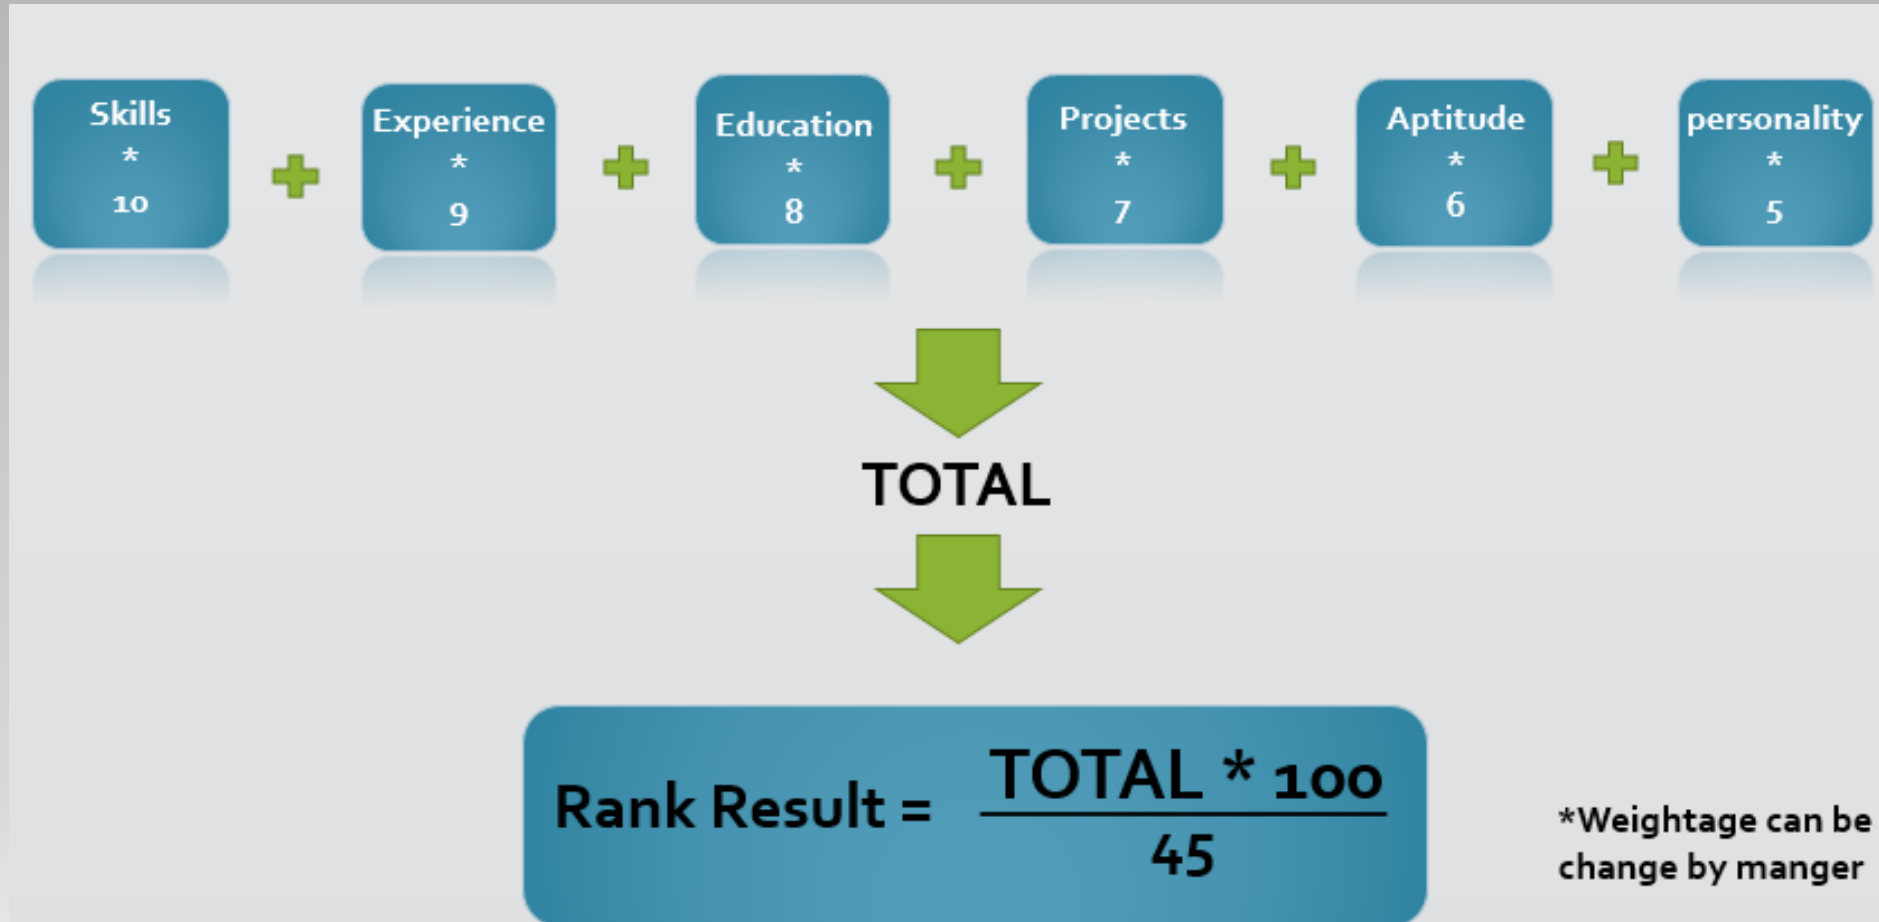 Skills
*
10
Experience
*
9
Education
*
8
Projects
*
7
Aptitude
*
6
personality
*
5
TOTAL
Rank Result = TOTAL * 100
45
*Weightage can be
change by manger